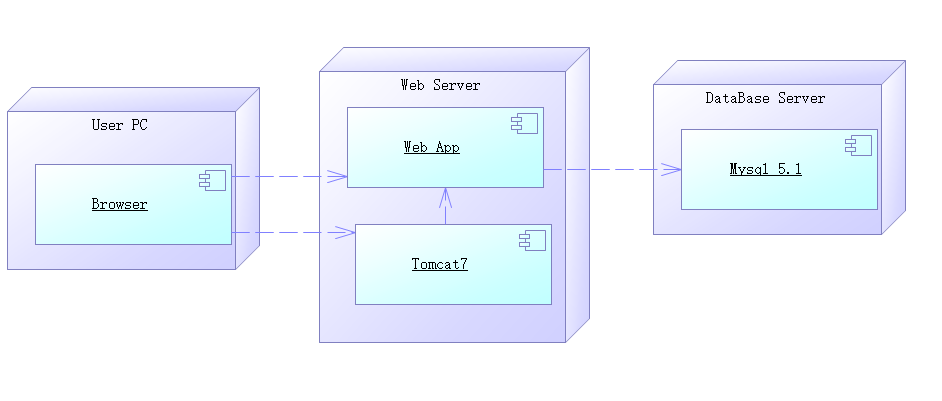 User PC
Browser
Web Server
Web App
Tomcat7
DataBase Server
Mysql 5.1